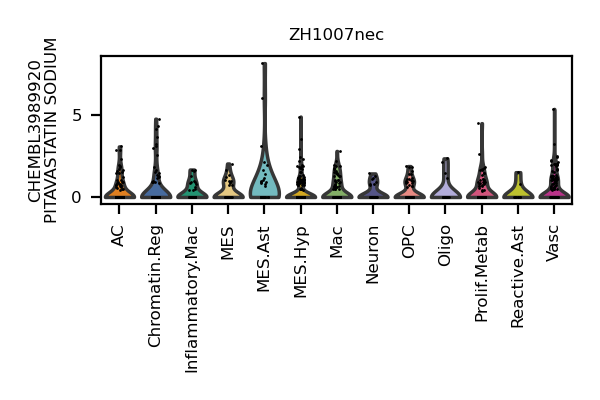 ZH1007nec
CHEMBL3989920
PITAVASTATIN SODIUM
5
0
AC
Chromatin.Reg
Inflammatory.Mac
MES
MES.Ast
MES.Hyp
Mac
Neuron
OPC
Oligo
Prolif.Metab
Reactive.Ast
Vasc